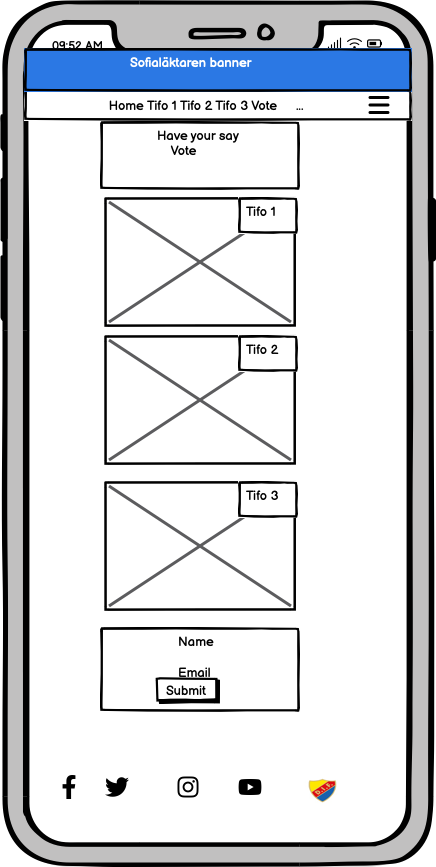 09:52 AM
Sofialäktaren banner
Home Tifo 1 Tifo 2 Tifo 3 Vote ...
Have your say
Vote
Tifo 1
Tifo 2
Tifo 3
Name
Email
Submit
D.I.F.